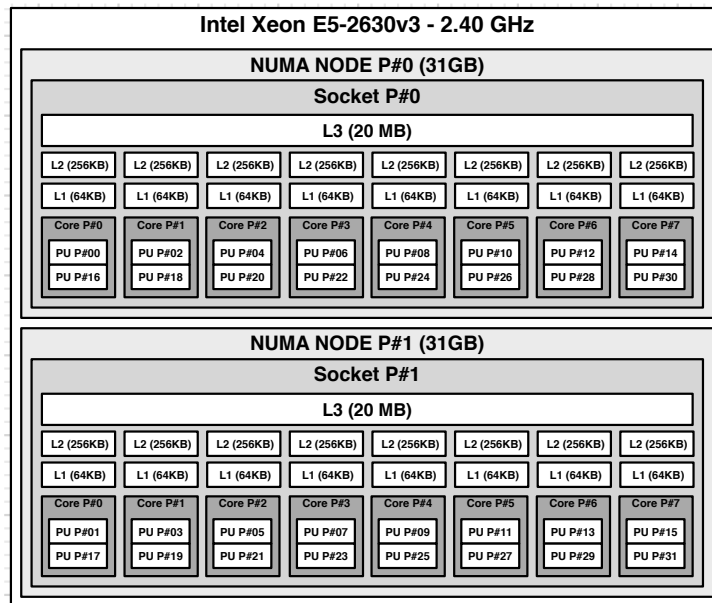 Intel Xeon E5-2630v3 - 2.40 GHz
NUMA NODE P#0 (31GB)
Socket P#0
L3 (20 MB)
L2 (256KB) L2 (256KB) L2 (256KB) L2 (256KB) L2 (256KB) L2 (256KB) L2 (256KB) L2 (256KB)
L1 (64KB) L1 (64KB) L1 (64KB) L1 (64KB) L1 (64KB) L1 (64KB) L1 (64KB) L1 (64KB)
Core P#0 Core P#1 Core P#2 Core P#3 Core P#4 Core P#5 Core P#6 Core P#7
PU P#00 PU P#02 PU P#04 PU P#06 PU P#08 PU P#10 PU P#12 PU P#14
PU P#16 PU P#18 PU P#20 PU P#22 PU P#24 PU P#26 PU P#28 PU P#30
NUMA NODE P#1 (31GB)
Socket P#1
L3 (20 MB)
L2 (256KB) L2 (256KB) L2 (256KB) L2 (256KB) L2 (256KB) L2 (256KB) L2 (256KB) L2 (256KB)
L1 (64KB) L1 (64KB) L1 (64KB) L1 (64KB) L1 (64KB) L1 (64KB) L1 (64KB) L1 (64KB)
Core P#0 Core P#1 Core P#2 Core P#3 Core P#4 Core P#5 Core P#6 Core P#7
PU P#01 PU P#03 PU P#05 PU P#07 PU P#09 PU P#11 PU P#13 PU P#15
PU P#17 PU P#19 PU P#21 PU P#23 PU P#25 PU P#27 PU P#29 PU P#31